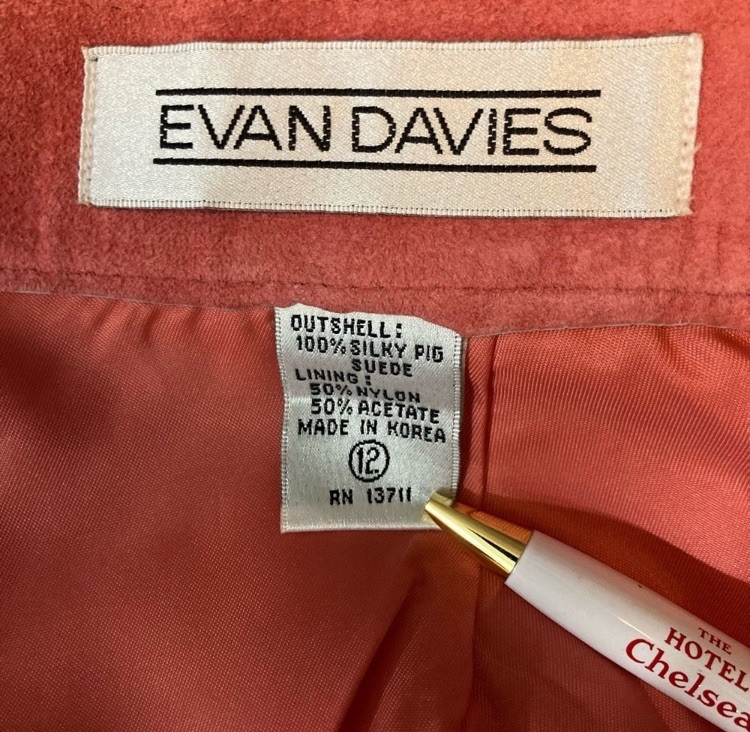 EVAN DAVIES
OUTSHELL:
100% SILKY PIG
SUEDE
LINING:
50% NYLON
50% ACETATE
MADE IN KOREA
12
RN 13711
THE
HOTEL
Chelsea